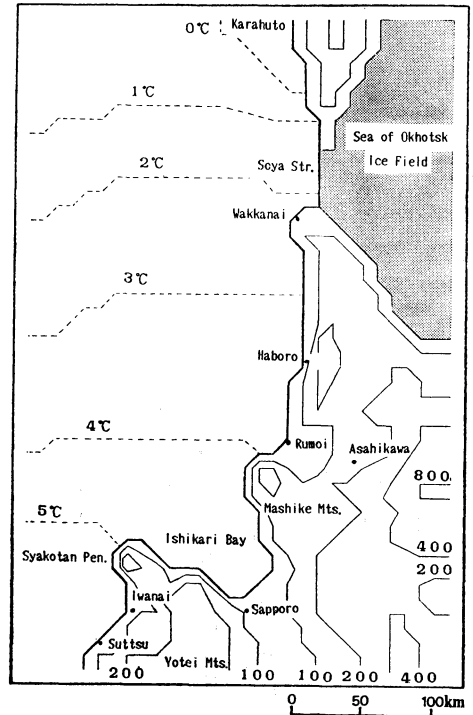 Karahuto
0℃
1℃
Sea of Okhotsk
Ice Field
Soya Str.
2℃
Wakkanai
3℃
Haboro
4℃
Rumoi
Asahikawa
800
Mashike Mts.
5℃
Ishikari Bay
Syakotan Pen.
400
200
Iwanai
Sapporo
Suttsu
Yotei Mts.
200 100 100 200 400
0 50 100km